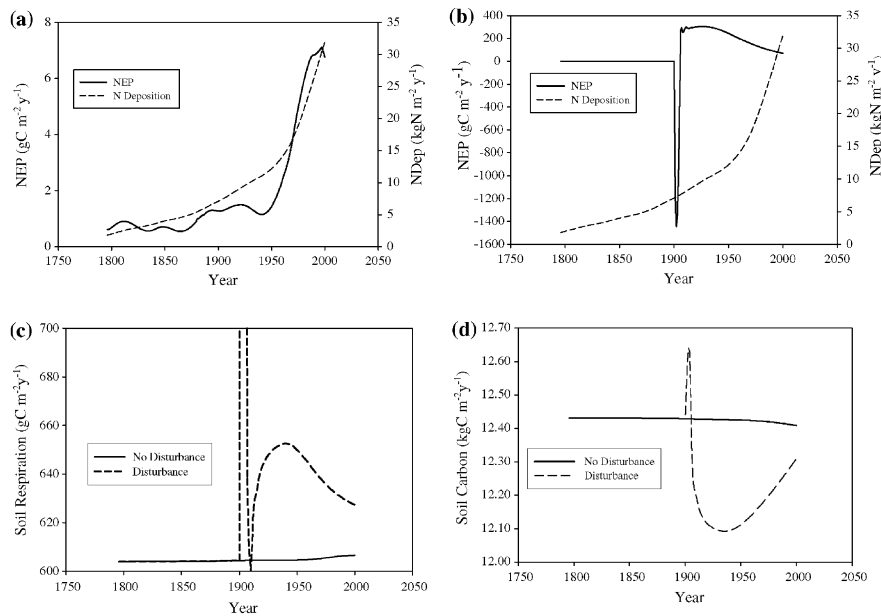 (a)
8
6
4
2
0
NEP (gC m-2 y-1)
35
30
25
20
15
10
5
0
NDep (kgN m-2 y-1)
NEP
N Deposition
1750 1800 1850 1900 1950 2000 2050
Year
(b)
400
200
0
-200
-400
-600
-800
-1000
-1200
-1400
-1600
NEP (gC m-2 y-1)
35
30
25
20
15
10
5
0
NDep (kgN m-2 v-1)
NEP
N Deposition
1750 1800 1850 1900 1950 2000 2050
Year
(c)
700
680
660
640
620
600
Soil Respiration (gC m-2y-1)
No Disturbance
Disturbance
1750 1800 1850 1900 1950 2000 2050
Year
(d)
12.70
12.60
12.50
12.40
12.30
12.20
12.10
12.00
Soil Carbon (kgC m-2y-1)
No Disturbance
Disturbance
1750 1800 1850 1900 1950 2000 2050
Year